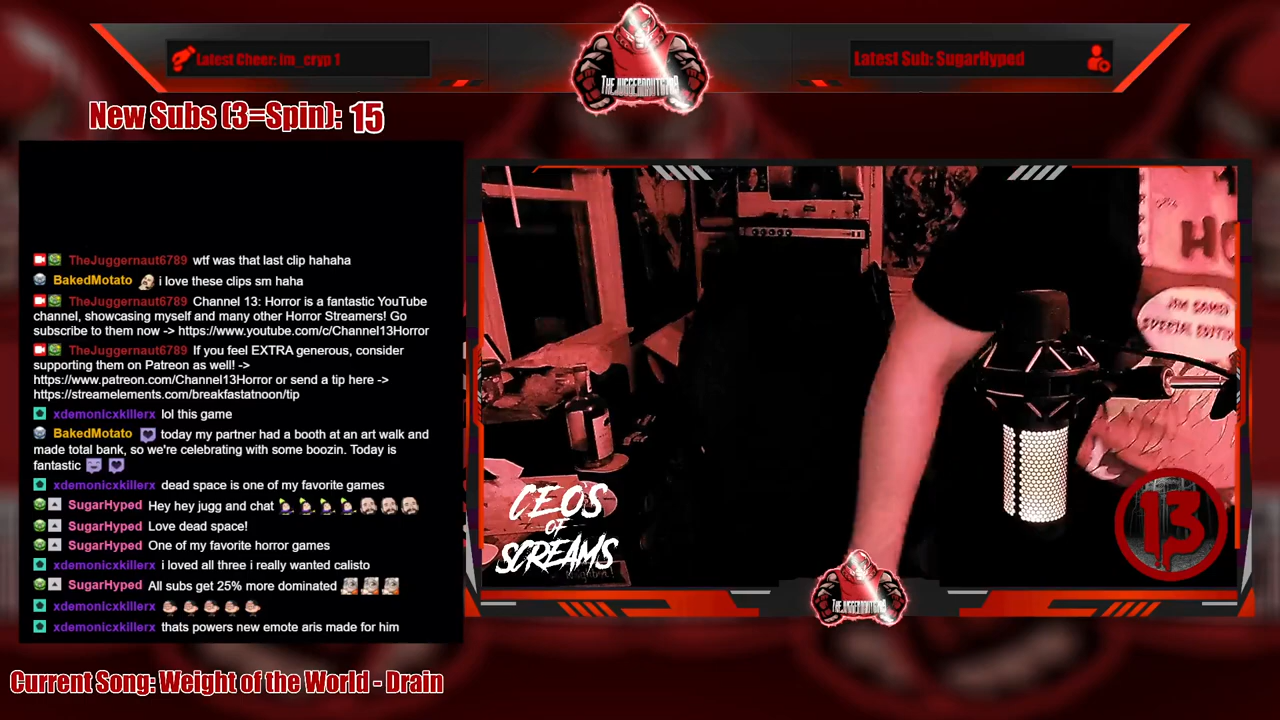 Latest Cheer: im_cryp 1
THEJUGGERNAUT6789
Latest Sub: SugarHyped
New Subs (3=Spin): 15
TheJuggernaut6789 wtf was that last clip hahaha
BakedMotato i love these clips sm haha
TheJuggernaut6789 Channel 13: Horror is a fantastic YouTube
channel, showcasing myself and many other Horror Streamers! Go
subscribe to them now -> https://www.youtube.com/c/Channel13Horror
TheJuggernaut6789 If you feel EXTRA generous, consider
supporting them on Patreon as well! ->
https://www.patreon.com/Channel13Horror or send a tip here ->
https://streamelements.com/breakfastatnoon/tip
xdemonicxkillerx lol this game
BakedMotato today my partner had a booth at an art walk and
made total bank, so we're celebrating with some boozin. Today is
fantastic
xdemonicxkillerx dead space is one of my favorite games
SugarHyped Hey hey jugg and chat
SugarHyped Love dead space!
SugarHyped One of my favorite horror games
xdemonicxkillerx i loved all three i really wanted calisto
SugarHyped All subs get 25% more dominated
xdemonicxkillerx
xdemonicxkillerx thats powers new emote aris made for him
HO
SPECIAL EDITI
CEOS
OF
SCREAMS
13
THEJUGGERNAUT6789
Current Song: Weight of the World - Drain